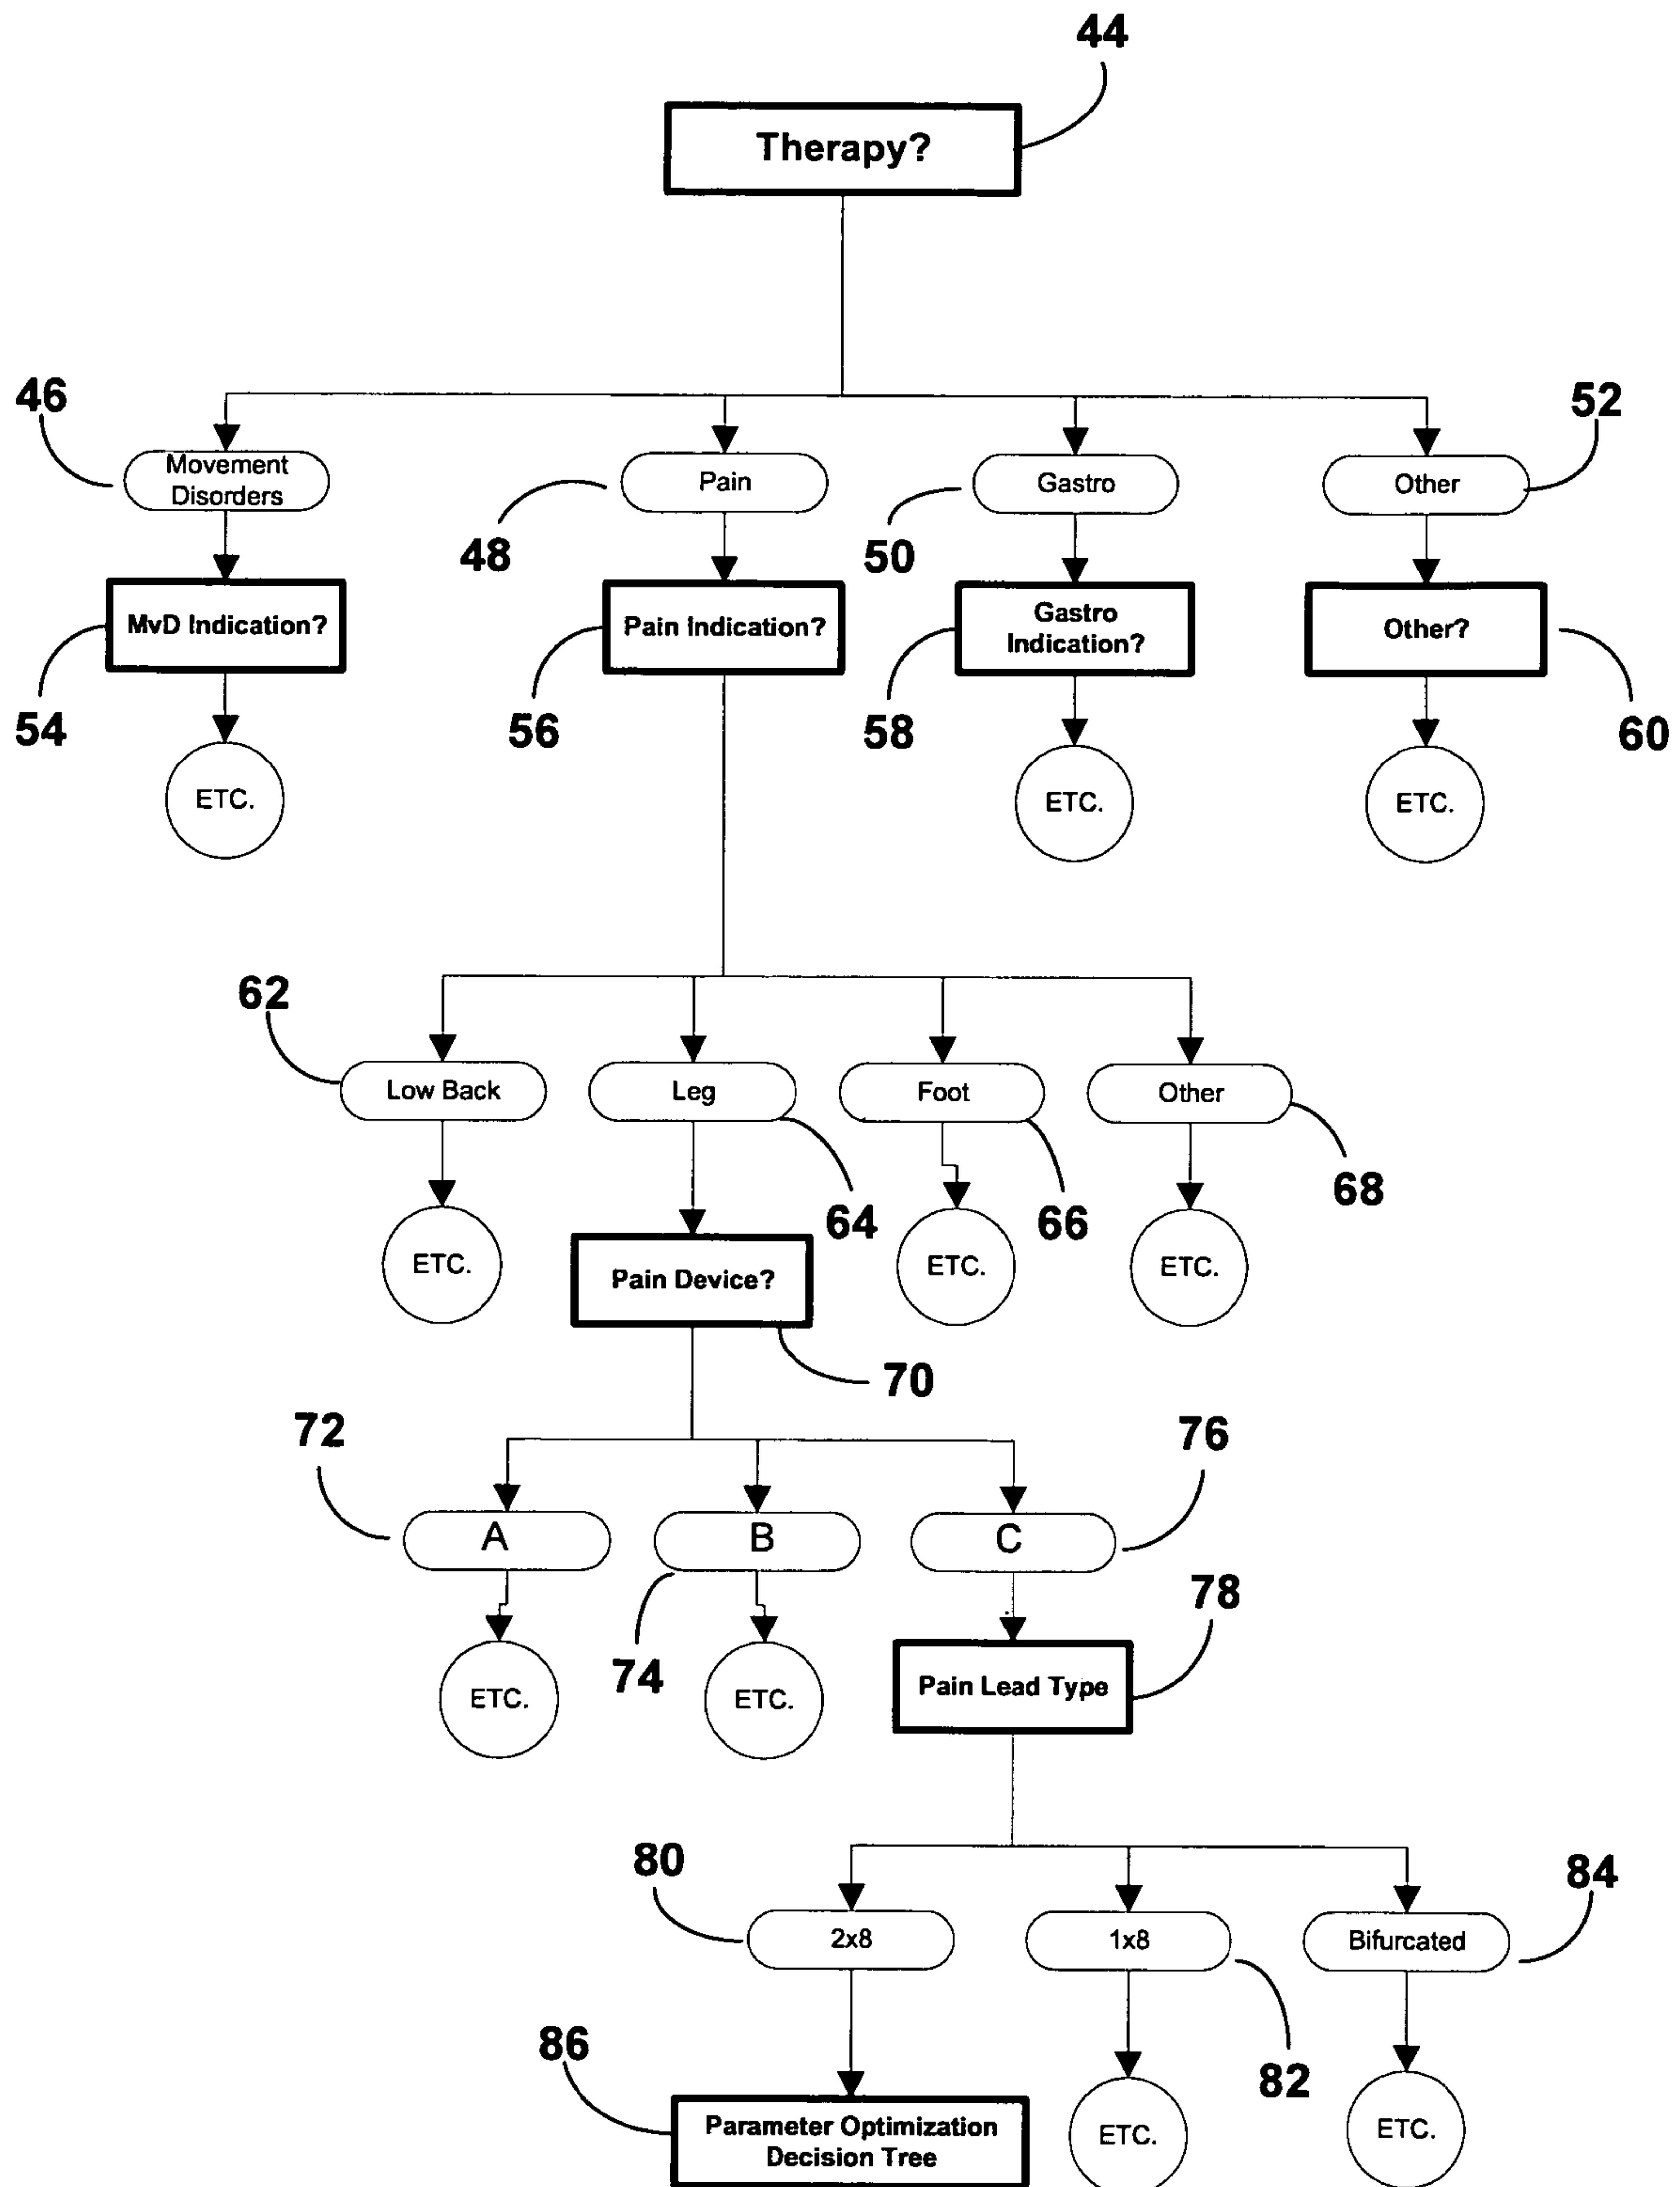 44
Therapy?
46
52
Movement
Disorders
Pain
Gastro
Other
48
50
MvD Indication?
Pain Indication?
Gastro
Indication?
Other?
54
56
58
60
ETC.
ETC.
ETC.
62
Low Back
Leg
Foot
Other
64
66
68
ETC.
Pain Device?
ETC.
ETC.
70
72
76
A
B
C
74
78
ETC.
ETC.
Pain Lead Type
80
84
2x8
1x8
Bifurcated
86
82
Parameter Optimization
Decision Tree
ETC.
ETC.